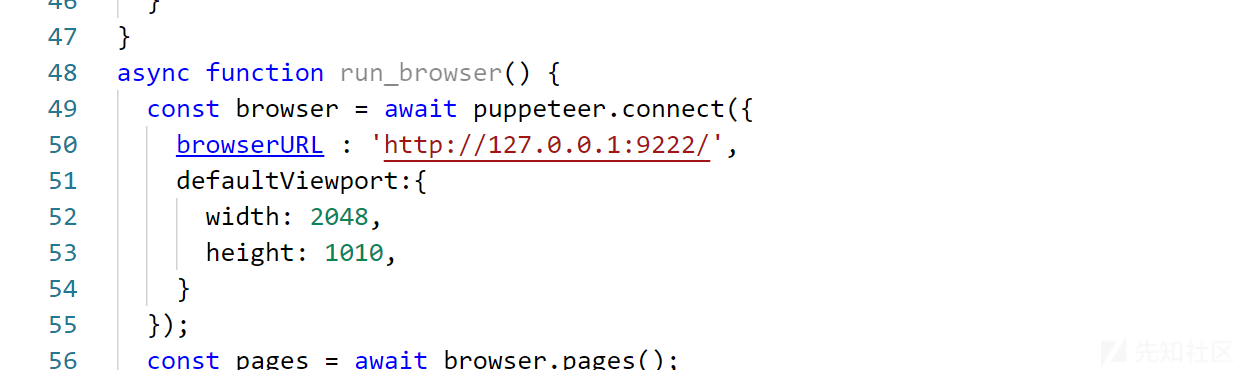 46 }
47 }
48 async function run_browser() {
49 const browser = await puppeteer.connect({
50 browserURL : 'http://127.0.0.1:9222/',
51 defaultViewport:{
52 width: 2048,
53 height: 1010,
54 }
55 });
56 const pages = await browser.pages();
先知社区